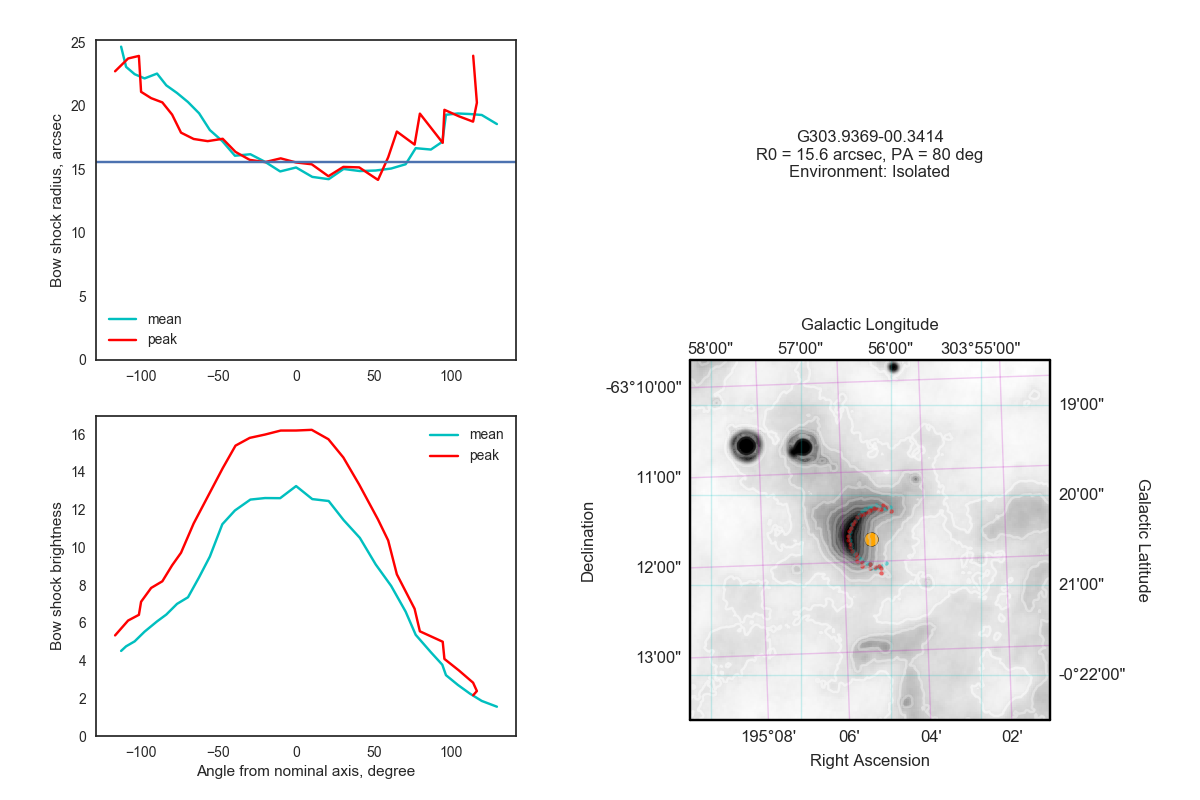 25
20
15
10
5
0
Bow shock radius, arcsec
mean
peak
−100
−50
0
50
100
16
14
12
10
8
6
4
2
0
Bow shock brightness
mean
peak
−100
−50
0
50
100
Angle from nominal axis, degree
G303.9369-00.3414
R0 = 15.6 arcsec, PA = 80 deg
Environment: Isolated
Galactic Longitude
58'00" 57'00" 56'00" 303°55'00"
-63°10'00"
11'00"
12'00"
13'00"
Declination
19'00"
20'00"
21'00"
-0°22'00"
Galactic Latitude
195°08' 06' 04' 02'
Right Ascension